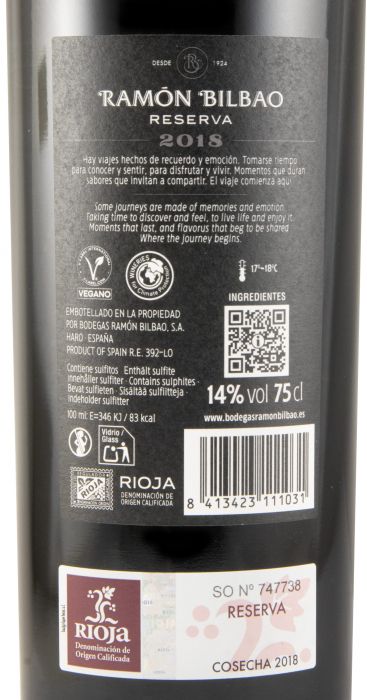 DESDE RB 1924
RAMÓN BILBAO
RESERVA
2018
Hay viajes hechos de recuerdo y emoción. Tomarse tiempo
para conocer y sentir, para disfrutar y vivir. Momentos que duran
sabores que invitan a compartir. El viaje comienza aquí
Some journeys are made of memories and emotion.
Taking time to discover and feel, to live life and enjoy it.
Moments that last, and flavorus that beg to be shared
Where the journey begins.
VEGANO
WINERIES
for Climate Protection
17°-18°C
INGREDIENTES
EMBOTELLADO EN LA PROPIEDAD
POR BODEGAS RAMÓN BILBAO, S.A.
HARO · ESPAÑA
PRODUCT OF SPAIN R.E. 392-LO
Contiene sulfitos · Enthält sulfite
innehåller sulfiter · Contains sulphites ·
Bevat sulfieten · Sisältää sulfiitteja ·
Indeholder sulfitter
100 ml: E=346 KJ / 83 kcal
14% vol 75 cl
www.bodegasramonbilbao.es
Vidrio/
Glass
RIOJA
RIOJA
DENOMINACIÓN DE
ORIGEN CALIFICADA
8 413423 111031
SO Nº 747738
RESERVA
COSECHA 2018
RIOJA
Denominación de
Origen Calificada